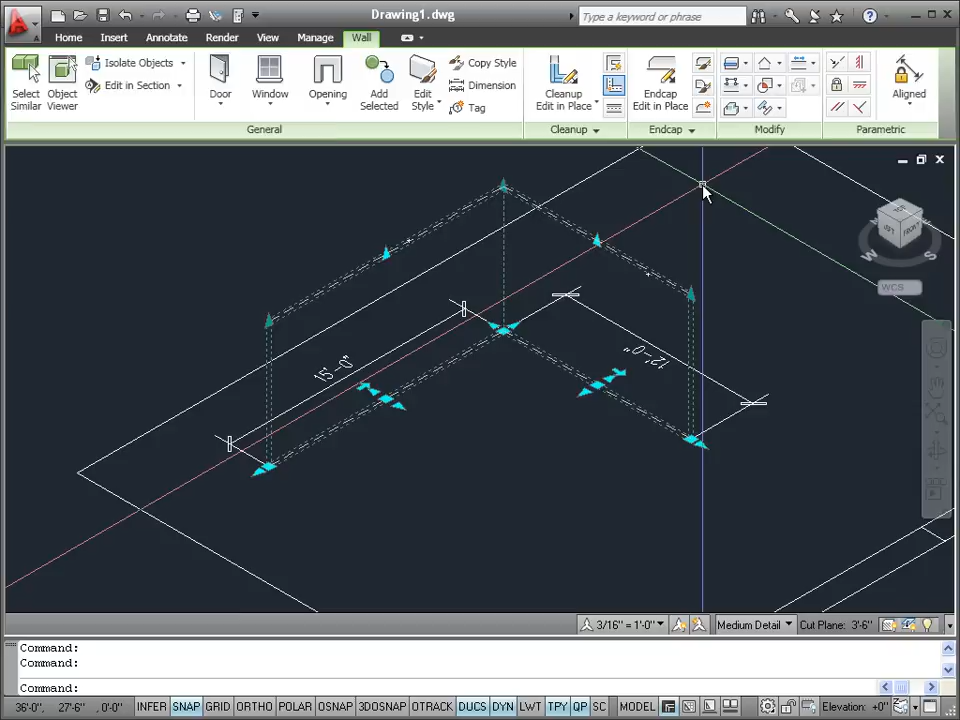 Drawing1.dwg
Type a keyword or phrase
Home Insert Annotate Render View Manage Wall
Select Similar
Object Viewer
Isolate Objects
Edit in Section
Door
Window
Opening
Add Selected
Edit Style
Copy Style
Dimension
Tag
Cleanup Edit in Place
Endcap Edit in Place
Aligned
General Cleanup Endcap Modify Parametric
LEFT FRONT
W S
WCS
15'-0"
12'-0"
3/16" = 1'-0" Medium Detail Cut Plane: 3'-6"
Command:
Command:
Command:
36'-0", 27'-6" , 0'-0" INFER SNAP GRID ORTHO POLAR OSNAP 3DOSNAP OTRACK DUCS DYN LWT TPY QP SC MODEL Elevation: +0"